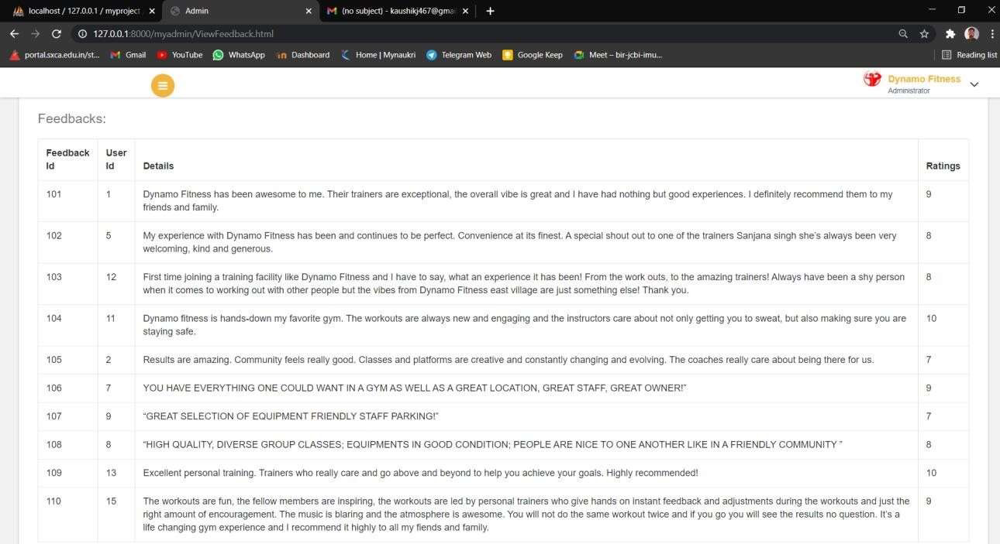 localhost / 127.0.0.1 / myproject
Admin
(no subject) - kaushikj467@gmai
127.0.0.1:8000/myadmin/ViewFeedback.html
portal.sxca.edu.in/st...
Gmail
YouTube
WhatsApp
Dashboard
Home | Mynaukri
Telegram Web
Google Keep
Meet – bir-jcbi-imu...
Reading list
Dynamo Fitness
Administrator
Feedbacks:
Feedback Id User Id Details Ratings
101 1 Dynamo Fitness has been awesome to me. Their trainers are exceptional, the overall vibe is great and I have had nothing but good experiences. I definitely recommend them to my 9
friends and family.
102 5 My experience with Dynamo Fitness has been and continues to be perfect. Convenience at its finest. A special shout out to one of the trainers Sanjana singh she’s always been very 8
welcoming, kind and generous.
103 12 First time joining a training facility like Dynamo Fitness and I have to say, what an experience it has been! From the work outs, to the amazing trainers! Always have been a shy person 8
when it comes to working out with other people but the vibes from Dynamo Fitness east village are just something else! Thank you.
104 11 Dynamo fitness is hands-down my favorite gym. The workouts are always new and engaging and the instructors care about not only getting you to sweat, but also making sure you are 10
staying safe.
105 2 Results are amazing. Community feels really good. Classes and platforms are creative and constantly changing and evolving. The coaches really care about being there for us. 7
106 7 YOU HAVE EVERYTHING ONE COULD WANT IN A GYM AS WELL AS A GREAT LOCATION, GREAT STAFF, GREAT OWNER!” 9
107 9 “GREAT SELECTION OF EQUIPMENT FRIENDLY STAFF PARKING!” 7
108 8 “HIGH QUALITY, DIVERSE GROUP CLASSES; EQUIPMENTS IN GOOD CONDITION; PEOPLE ARE NICE TO ONE ANOTHER LIKE IN A FRIENDLY COMMUNITY ” 8
109 13 Excellent personal training. Trainers who really care and go above and beyond to help you achieve your goals. Highly recommended! 10
110 15 The workouts are fun, the fellow members are inspiring, the workouts are led by personal trainers who give hands on instant feedback and adjustments during the workouts and just the 9
right amount of encouragement. The music is blaring and the atmosphere is awesome. You will not do the same workout twice and if you go you will see the results no question. It’s a
life changing gym experience and I recommend it highly to all my fiends and family.